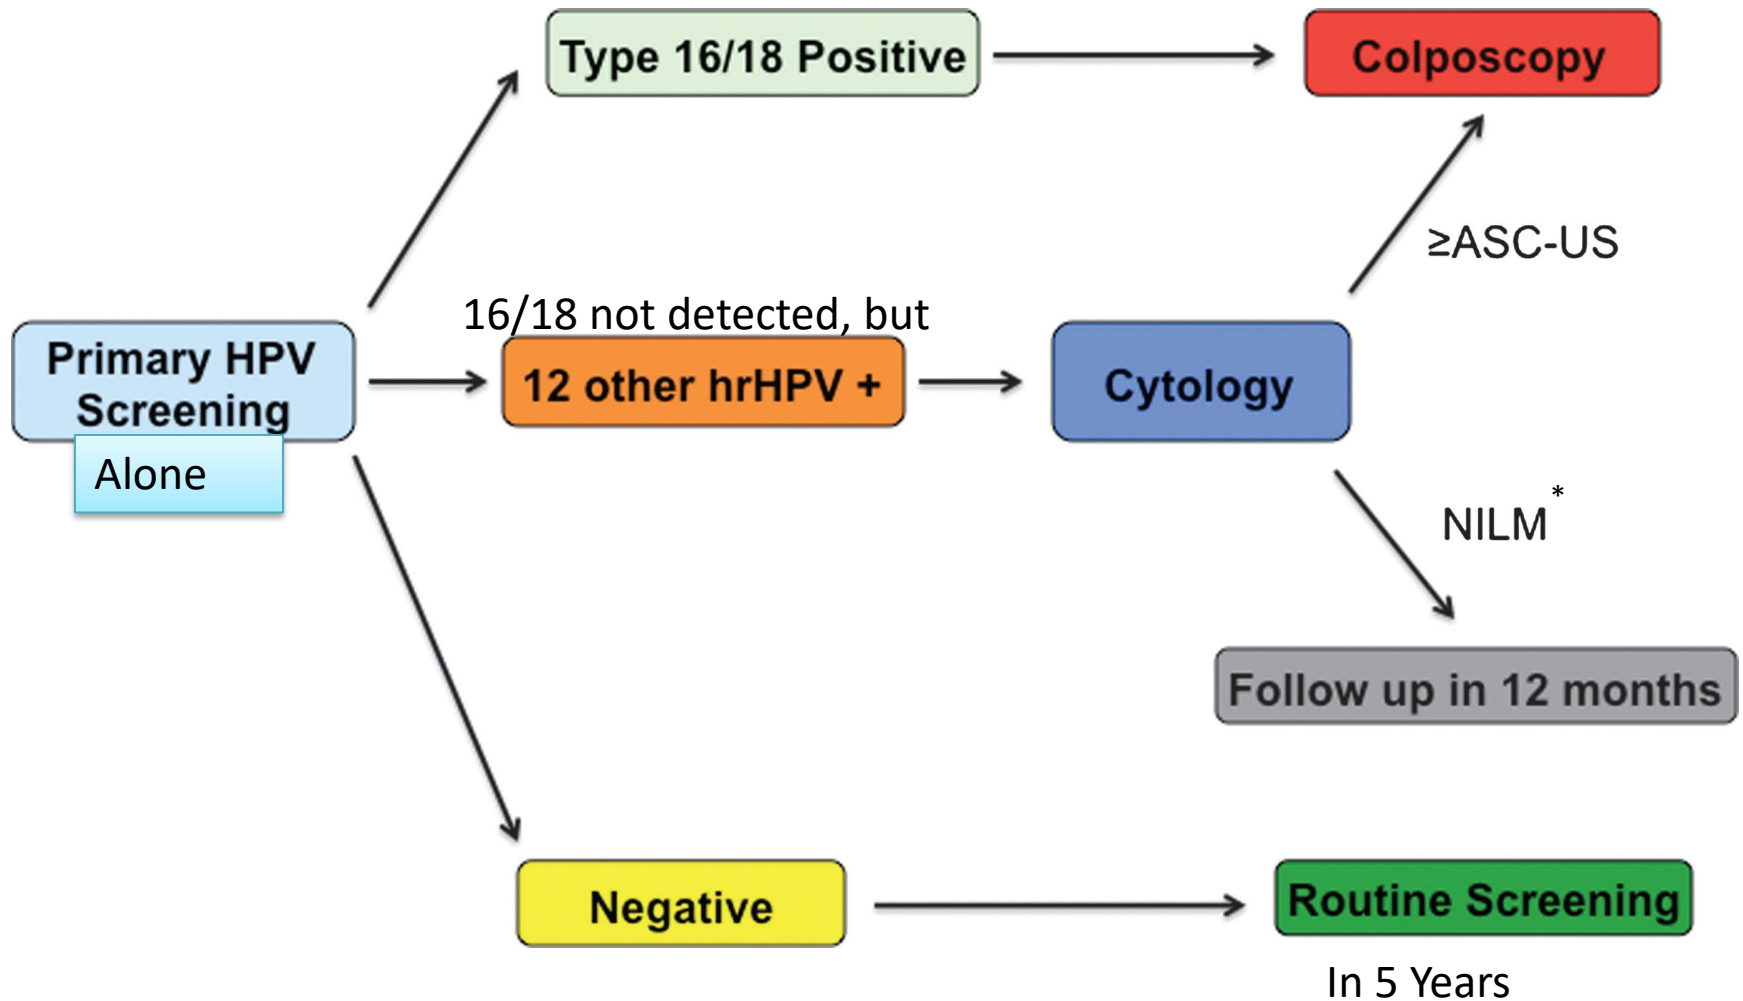 Type 16/18 Positive
Colposcopy
≥ASC-US
16/18 not detected, but
Primary HPV
Screening
Alone
12 other hrHPV +
Cytology
NILM*
Follow up in 12 months
Negative
Routine Screening
In 5 Years